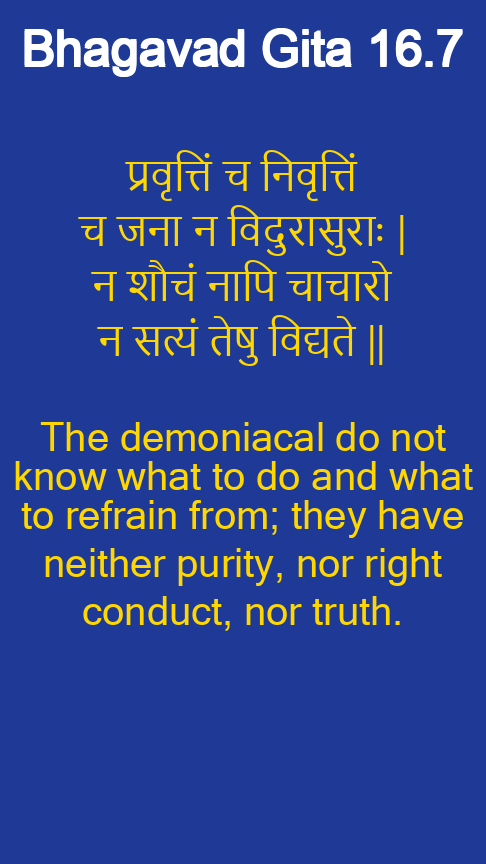 Bhagavad Gita 16.7
प्रवृत्तिं च निवृत्तिं
च जना न विदुरासुराः |
न शौचं नापि चाचारो
न सत्यं तेषु विद्यते ||
The demoniacal do not
know what to do and what
to refrain from; they have
neither purity, nor right
conduct, nor truth.